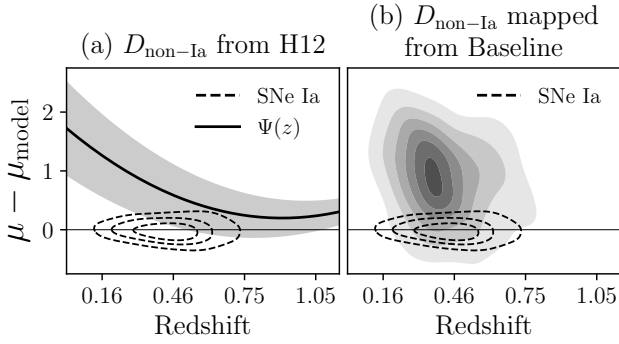 (a) D_non−Ia from H12
(b) D_non−Ia mapped
from Baseline
SNe Ia
Ψ(z)
SNe Ia
μ − μ_model
2
1
0
0.16 0.46 0.75 1.05
0.16 0.46 0.75 1.05
Redshift
Redshift